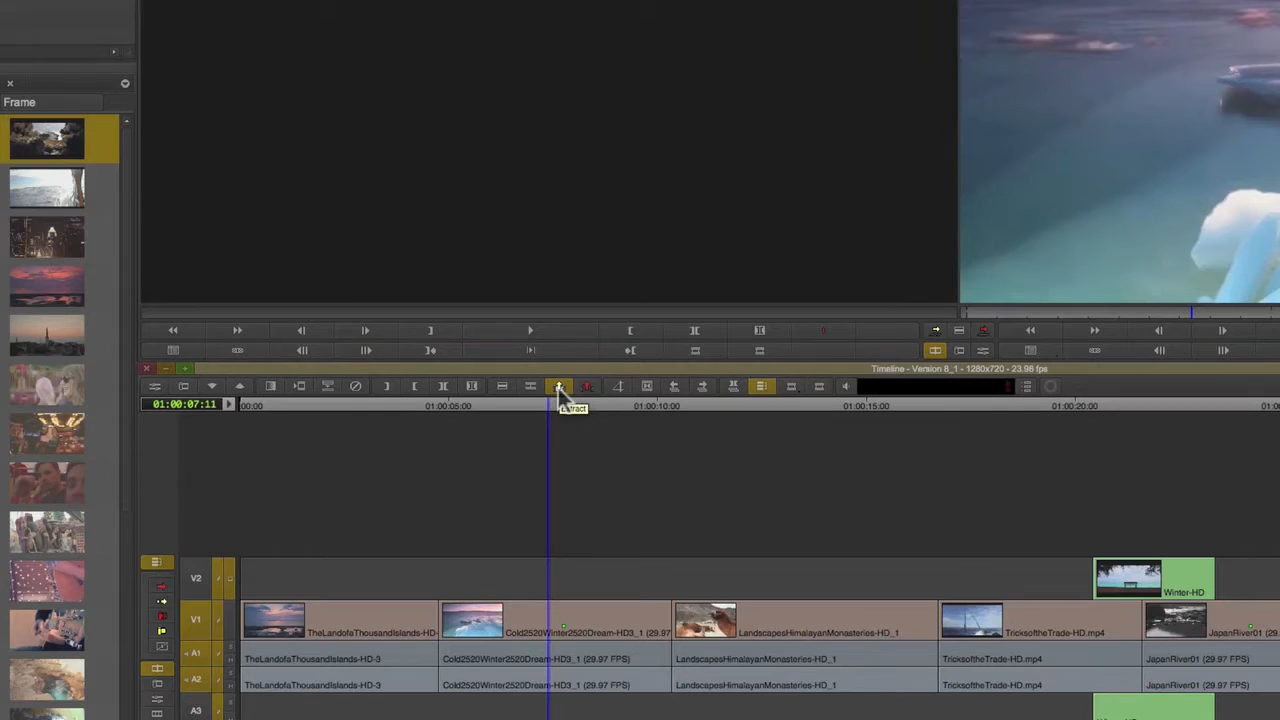 Frame
Timeline - Version 8_1 - 1280x720 - 23.98 fps
Extract
01:00:07:11
00:00
01:00:05:00
01:00:10:00
01:00:15:00
01:00:20:00
V2
Winter-HD
V1
TheLandofaThousandIslands-HD-
Cold2520Winter2520Dream-HD3_1 (29.97
LandscapesHimalayanMonasteries-HD_1
TricksoftheTrade-HD.mp4
JapanRiver01 (29.97
A1
TheLandofaThousandIslands-HD-3
Cold2520Winter2520Dream-HD3_1 (29.97 FPS)
LandscapesHimalayanMonasteries-HD_1
TricksoftheTrade-HD.mp4
JapanRiver01 (29.97 FPS)
A2
TheLandofaThousandIslands-HD-3
Cold2520Winter2520Dream-HD3_1 (29.97 FPS)
LandscapesHimalayanMonasteries-HD_1
TricksoftheTrade-HD.mp4
JapanRiver01 (29.97 FPS)
A3